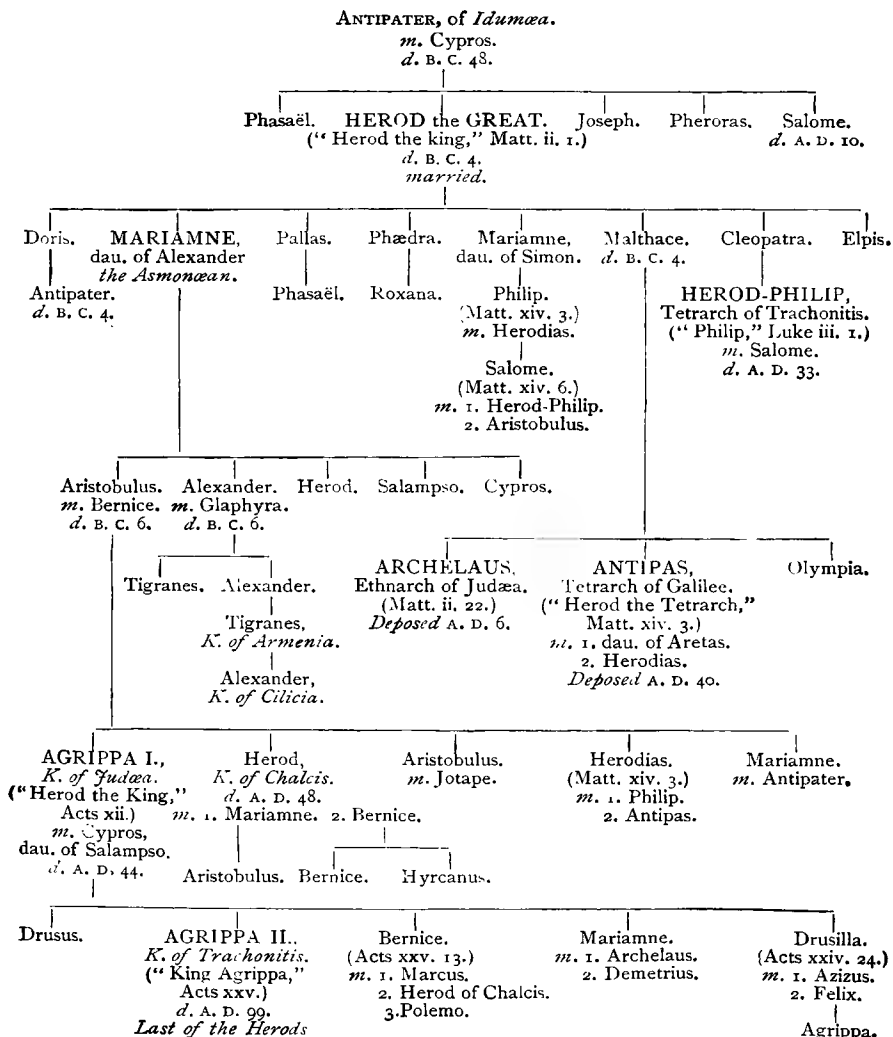 ANTIPATER, of Idumæa.
m. Cypros.
d. B. C. 48.
Phasaël. HEROD the GREAT. Joseph. Pheroras. Salome.
(“ Herod the king,” Matt. ii. 1.) d. A. D. 10.
d. B. C. 4.
married.
Doris. MARIAMNE, Pallas. Phædra. Mariamne, Malthace. Cleopatra. Elpis.
dau. of Alexander dau. of Simon. d. B. C. 4.
the Asmonæan.
Antipater. Phasaël. Roxana. Philip. HEROD-PHILIP,
d. B. C. 4. (Matt. xiv. 3.) Tetrarch of Trachonitis.
m. Herodias. (“ Philip,” Luke iii. 1.)
m. Salome.
Salome. d. A. D. 33.
(Matt. xiv. 6.)
m. 1. Herod-Philip.
2. Aristobulus.
Aristobulus. Alexander. Herod. Salampso. Cypros.
m. Bernice. m. Glaphyra.
d. B. C. 6. d. B. C. 6.
ARCHELAUS, ANTIPAS, Olympia.
Tigranes. Alexander. Ethnarch of Judæa. Tetrarch of Galilee.
(Matt. ii. 22.) (“ Herod the Tetrarch,”
Tigranes, Deposed A. D. 6. Matt. xiv. 3.)
K. of Armenia. m. 1. dau. of Aretas.
2. Herodias.
Alexander, Deposed A. D. 40.
K. of Cilicia.
AGRIPPA I., Herod, Aristobulus. Herodias. Mariamne.
K. of Judæa. K. of Chalcis. m. Jotape. (Matt. xiv. 3.) m. Antipater.
(“Herod the King,” d. A. D. 48. m. 1. Philip.
Acts xii.) m. 1. Mariamne. 2. Bernice. 2. Antipas.
m. Cypros,
dau. of Salampso.
d. A. D. 44. Aristobulus. Bernice. Hyrcanus.
Drusus. AGRIPPA II., Bernice. Mariamne. Drusilla.
K. of Trachonitis. (Acts xxv. 13.) m. 1. Archelaus. (Acts xxiv. 24.)
(“ King Agrippa,” m. 1. Marcus. 2. Demetrius. m. 1. Azizus.
Acts xxv.) 2. Herod of Chalcis. 2. Felix.
d. A. D. 99. 3. Polemo.
Last of the Herods Agrippa.